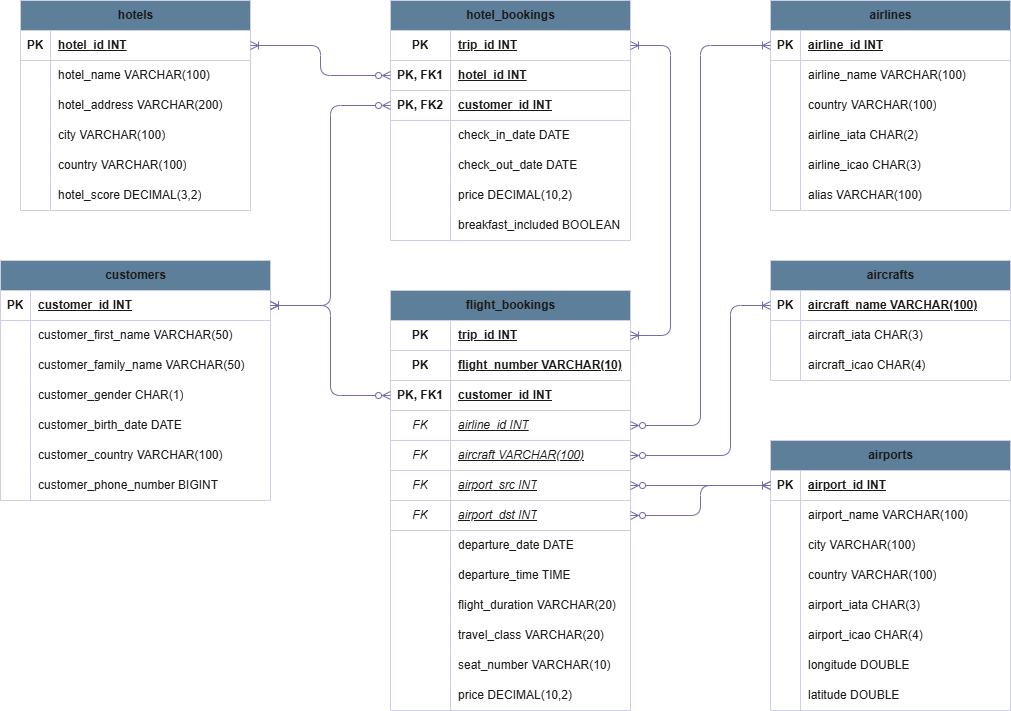 hotels
PK hotel_id INT
hotel_name VARCHAR(100)
hotel_address VARCHAR(200)
city VARCHAR(100)
country VARCHAR(100)
hotel_score DECIMAL(3,2)
hotel_bookings
PK trip_id INT
PK, FK1 hotel_id INT
PK, FK2 customer_id INT
check_in_date DATE
check_out_date DATE
price DECIMAL(10,2)
breakfast_included BOOLEAN
airlines
PK airline_id INT
airline_name VARCHAR(100)
country VARCHAR(100)
airline_iata CHAR(2)
airline_icao CHAR(3)
alias VARCHAR(100)
customers
PK customer_id INT
customer_first_name VARCHAR(50)
customer_family_name VARCHAR(50)
customer_gender CHAR(1)
customer_birth_date DATE
customer_country VARCHAR(100)
customer_phone_number BIGINT
flight_bookings
PK trip_id INT
PK flight_number VARCHAR(10)
PK, FK1 customer_id INT
FK airline_id INT
FK aircraft VARCHAR(100)
FK airport_src INT
FK airport_dst INT
departure_date DATE
departure_time TIME
flight_duration VARCHAR(20)
travel_class VARCHAR(20)
seat_number VARCHAR(10)
price DECIMAL(10,2)
aircrafts
PK aircraft_name VARCHAR(100)
aircraft_iata CHAR(3)
aircraft_icao CHAR(4)
airports
PK airport_id INT
airport_name VARCHAR(100)
city VARCHAR(100)
country VARCHAR(100)
airport_iata CHAR(3)
airport_icao CHAR(4)
longitude DOUBLE
latitude DOUBLE